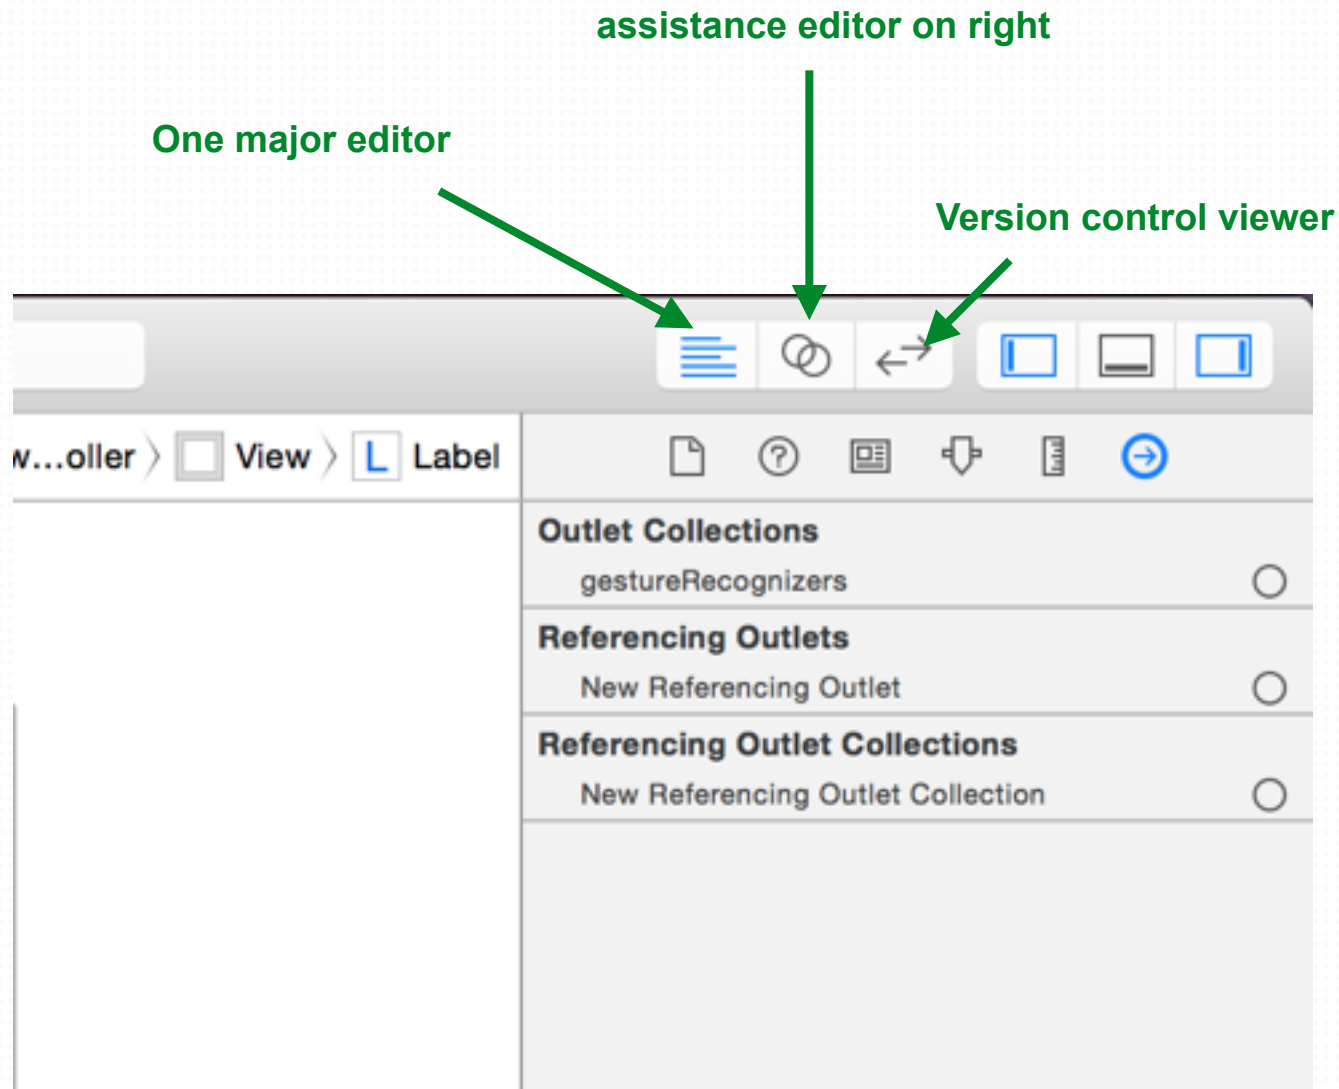 assistance editor on right
One major editor
Version control viewer
w...oller > View > L Label
Outlet Collections
gestureRecognizers
Referencing Outlets
New Referencing Outlet
Referencing Outlet Collections
New Referencing Outlet Collection